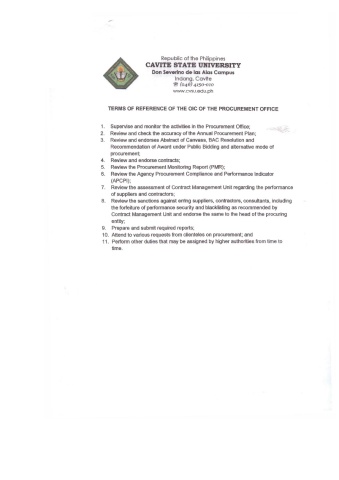 Republic of the Philippines
CAVITE STATE UNIVERSITY
Don Severino de las Alas Campus
Indang, Cavite
☏ (046) 4150-010
www.cvsu.edu.ph
TERMS OF REFERENCE OF THE OIC OF THE PROCUREMENT OFFICE
1. Supervise and monitor the activities in the Procurement Office;
2. Review and check the accuracy of the Annual Procurement Plan;
3. Review and endorses Abstract of Canvass, BAC Resolution and
Recommendation of Award under Public Bidding and alternative mode of
procurement;
4. Review and endorse contracts;
5. Review the Procurement Monitoring Report (PMR);
6. Review the Agency Procurement Compliance and Performance Indicator
(APCPI);
7. Review the assessment of Contract Management Unit regarding the performance
of suppliers and contractors;
8. Review the sanctions against erring suppliers, contractors, consultants, including
the forfeiture of performance security and blacklisting as recommended by
Contract Management Unit and endorse the same to the head of the procuring
entity;
9. Prepare and submit required reports;
10. Attend to various requests from clienteles on procurement; and
11. Perform other duties that may be assigned by higher authorities from time to
time.